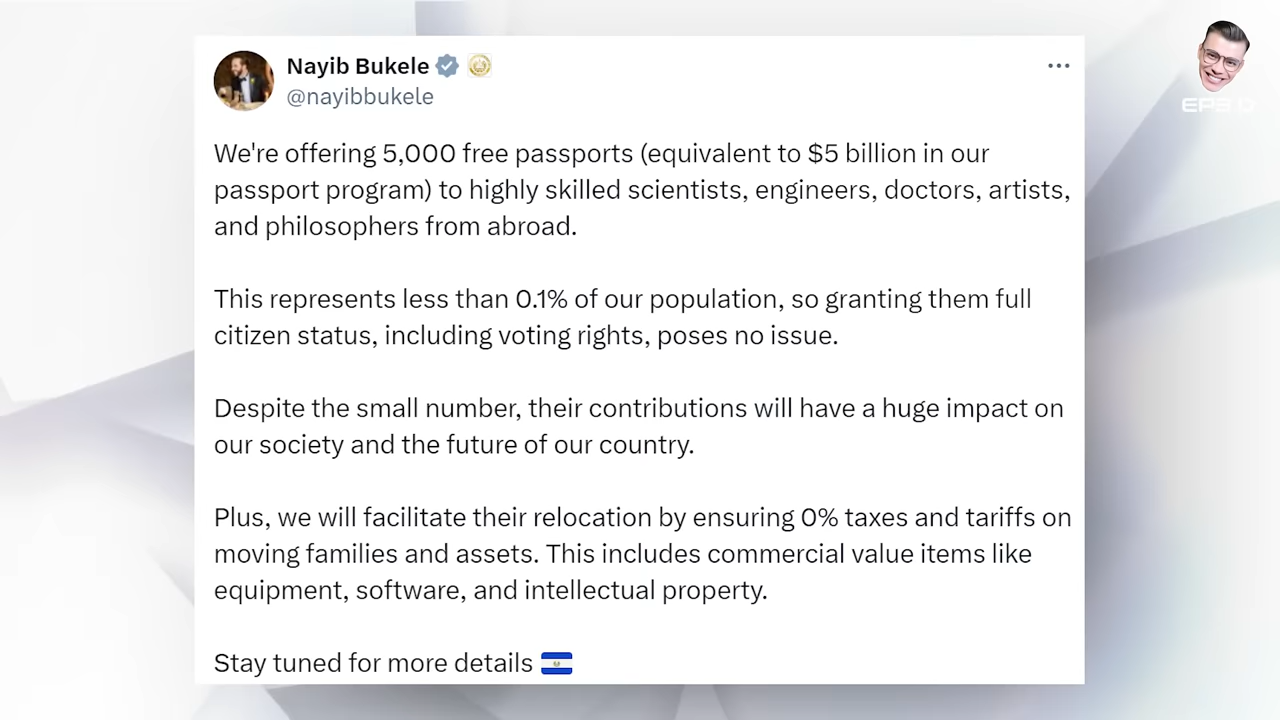 Nayib Bukele
@nayibbukele
We're offering 5,000 free passports (equivalent to $5 billion in our
passport program) to highly skilled scientists, engineers, doctors, artists,
and philosophers from abroad.
This represents less than 0.1% of our population, so granting them full
citizen status, including voting rights, poses no issue.
Despite the small number, their contributions will have a huge impact on
our society and the future of our country.
Plus, we will facilitate their relocation by ensuring 0% taxes and tariffs on
moving families and assets. This includes commercial value items like
equipment, software, and intellectual property.
Stay tuned for more details